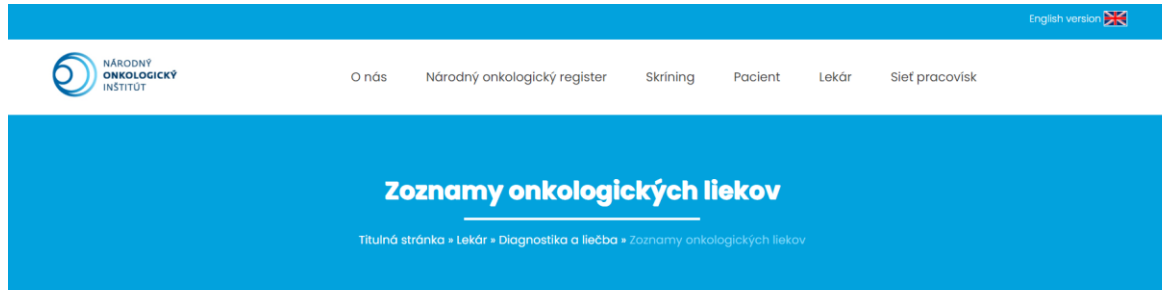 English version
NÁRODNÝ
ONKOLOGICKÝ
INŠTITÚT
O nás Národný onkologický register Skríning Pacient Lekár Sieť pracovísk
Zoznamy onkologických liekov
Titulná stránka » Lekár » Diagnostika a liečba » Zoznamy onkologických liekov